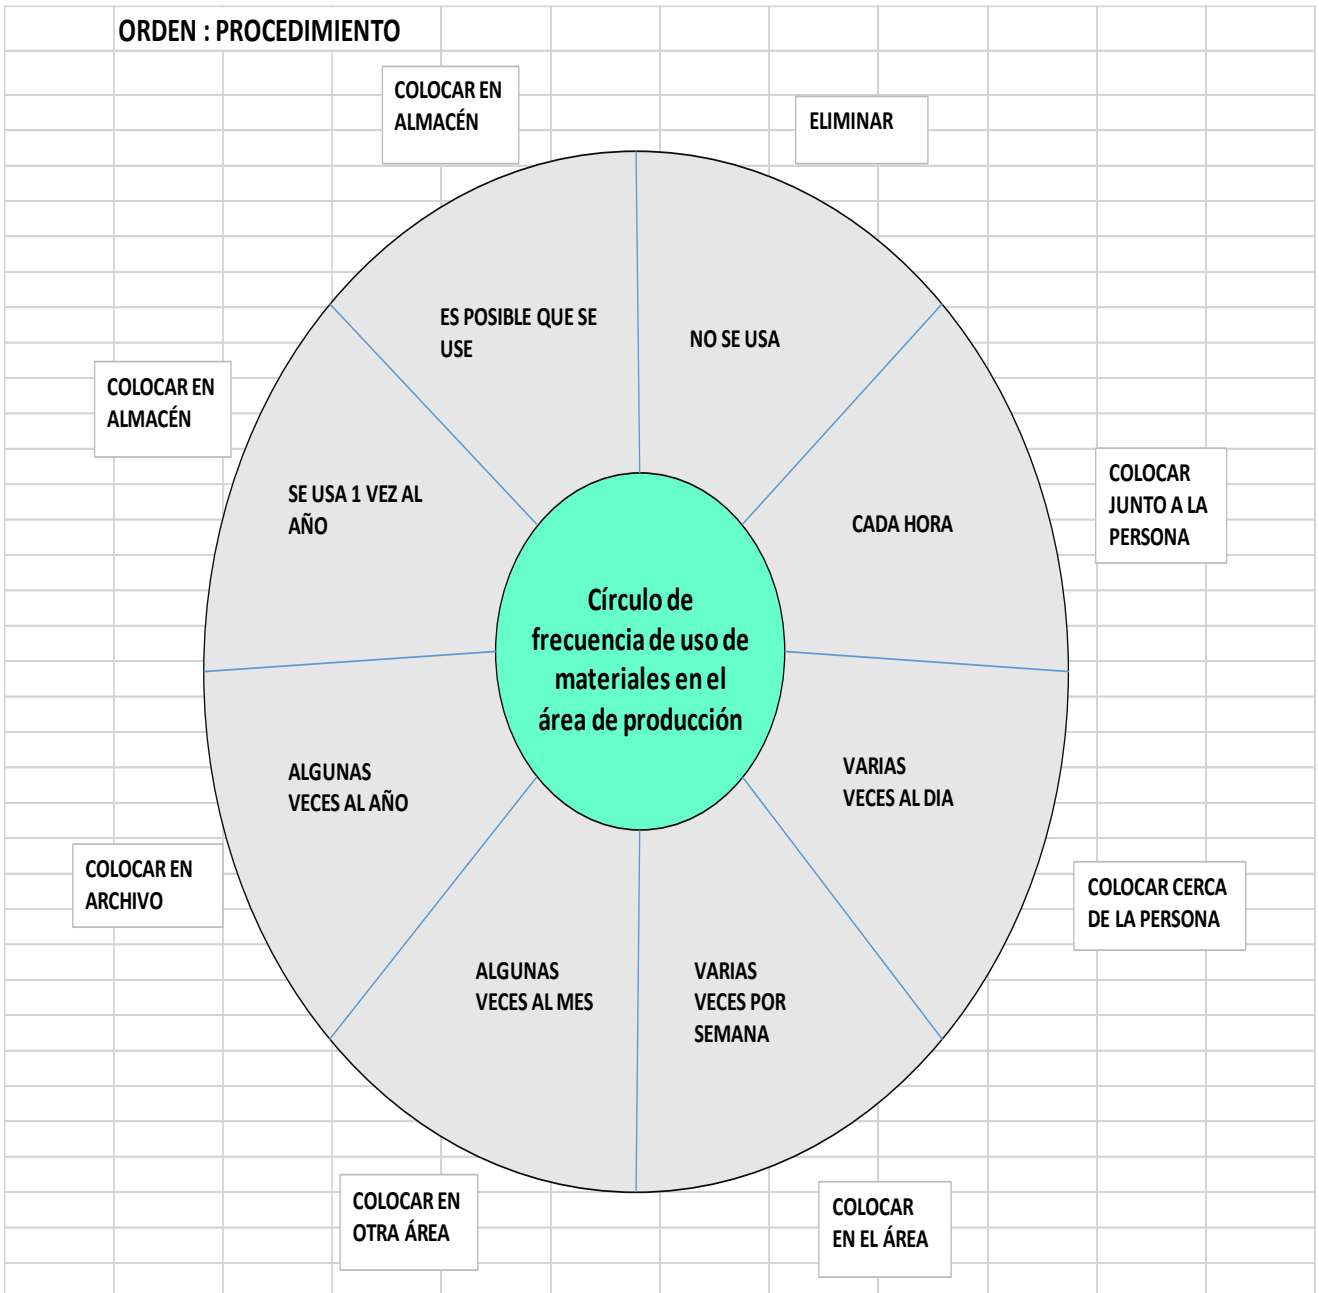 ORDEN : PROCEDIMIENTO
COLOCAR EN
ALMACÉN
ELIMINAR
ES POSIBLE QUE SE
USE
NO SE USA
COLOCAR EN
ALMACÉN
SE USA 1 VEZ AL
AÑO
CADA HORA
COLOCAR
JUNTO A LA
PERSONA
Círculo de
frecuencia de uso de
materiales en el
área de producción
ALGUNAS
VECES AL AÑO
VARIAS
VECES AL DIA
COLOCAR EN
ARCHIVO
COLOCAR CERCA
DE LA PERSONA
ALGUNAS
VECES AL MES
VARIAS
VECES POR
SEMANA
COLOCAR EN
OTRA ÁREA
COLOCAR
EN EL ÁREA